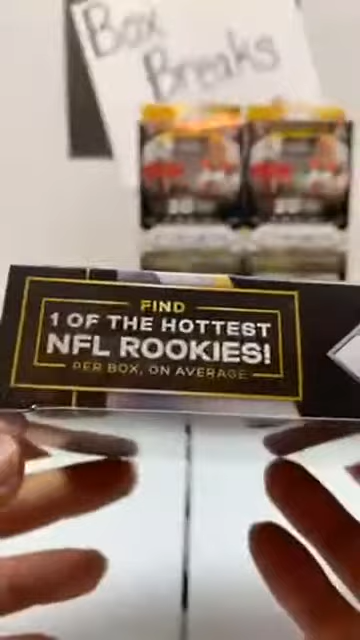 Box
Breaks
FIND
1 OF THE HOTTEST
NFL ROOKIES!
PER BOX, ON AVERAGE